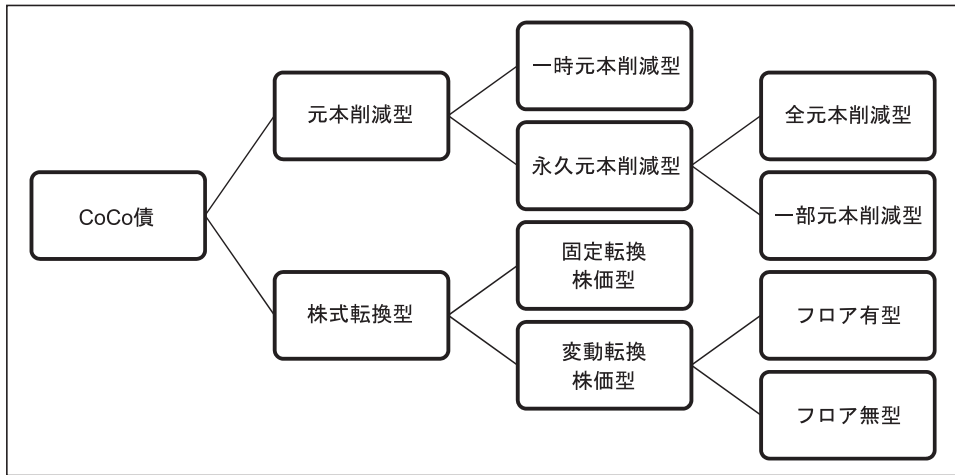 CoCo債
元本削減型
株式転換型
一時元本削減型
永久元本削減型
固定転換
株価型
変動転換
株価型
全元本削減型
一部元本削減型
フロア有型
フロア無型